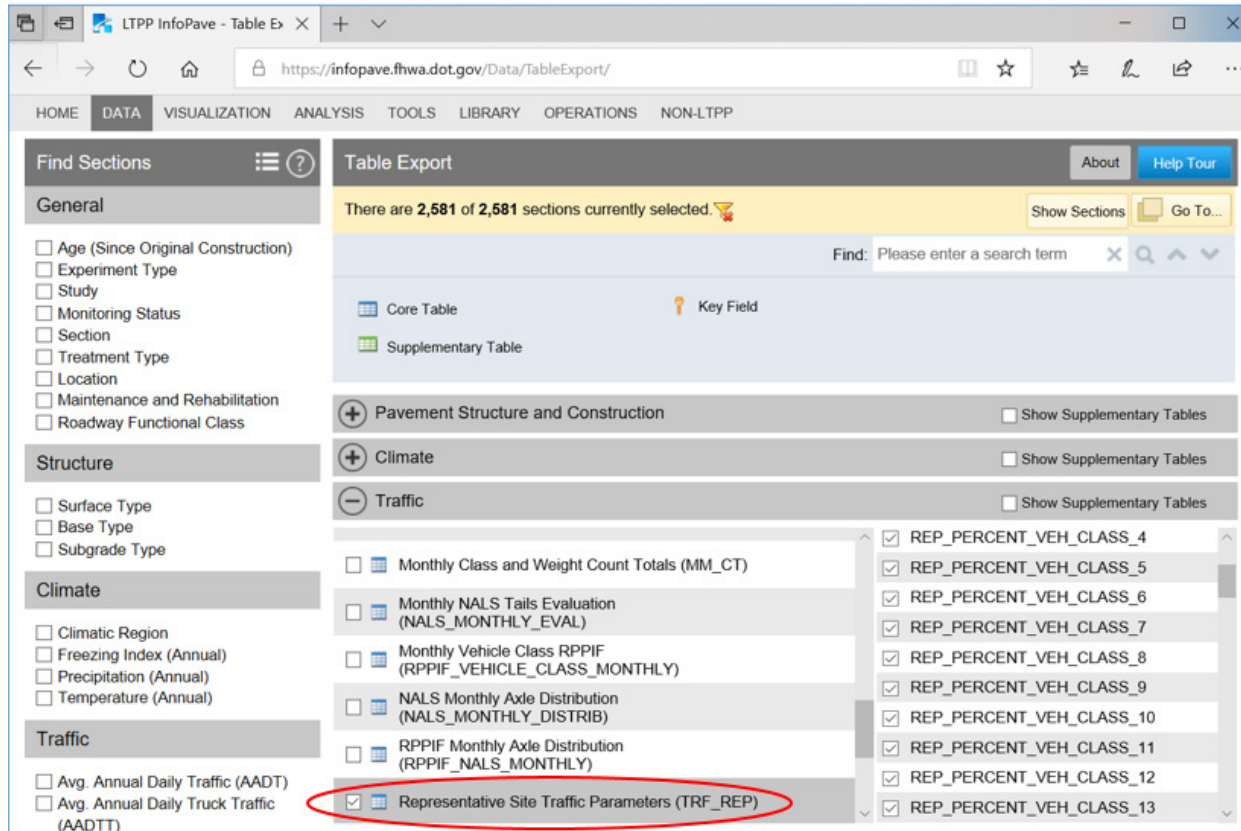 LTPP InfoPave - Table Ex
https://infopave.fhwa.dot.gov/Data/TableExport/
HOME DATA VISUALIZATION ANALYSIS TOOLS LIBRARY OPERATIONS NON-LTPP
Find Sections
?
General
Age (Since Original Construction)
Experiment Type
Study
Monitoring Status
Section
Treatment Type
Location
Maintenance and Rehabilitation
Roadway Functional Class
Structure
Surface Type
Base Type
Subgrade Type
Climate
Climatic Region
Freezing Index (Annual)
Precipitation (Annual)
Temperature (Annual)
Traffic
Avg. Annual Daily Traffic (AADT)
Avg. Annual Daily Truck Traffic
(AADTT)
Table Export
About
Help Tour
There are 2,581 of 2,581 sections currently selected.
Show Sections
Go To...
Find: Please enter a search term
Core Table
Key Field
Supplementary Table
Pavement Structure and Construction
Show Supplementary Tables
Climate
Show Supplementary Tables
Traffic
Show Supplementary Tables
Monthly Class and Weight Count Totals (MM_CT)
Monthly NALS Tails Evaluation
(NALS_MONTHLY_EVAL)
Monthly Vehicle Class RPPIF
(RPPIF_VEHICLE_CLASS_MONTHLY)
NALS Monthly Axle Distribution
(NALS_MONTHLY_DISTRIB)
RPPIF Monthly Axle Distribution
(RPPIF_NALS_MONTHLY)
Representative Site Traffic Parameters (TRF_REP)
REP_PERCENT_VEH_CLASS_4
REP_PERCENT_VEH_CLASS_5
REP_PERCENT_VEH_CLASS_6
REP_PERCENT_VEH_CLASS_7
REP_PERCENT_VEH_CLASS_8
REP_PERCENT_VEH_CLASS_9
REP_PERCENT_VEH_CLASS_10
REP_PERCENT_VEH_CLASS_11
REP_PERCENT_VEH_CLASS_12
REP_PERCENT_VEH_CLASS_13